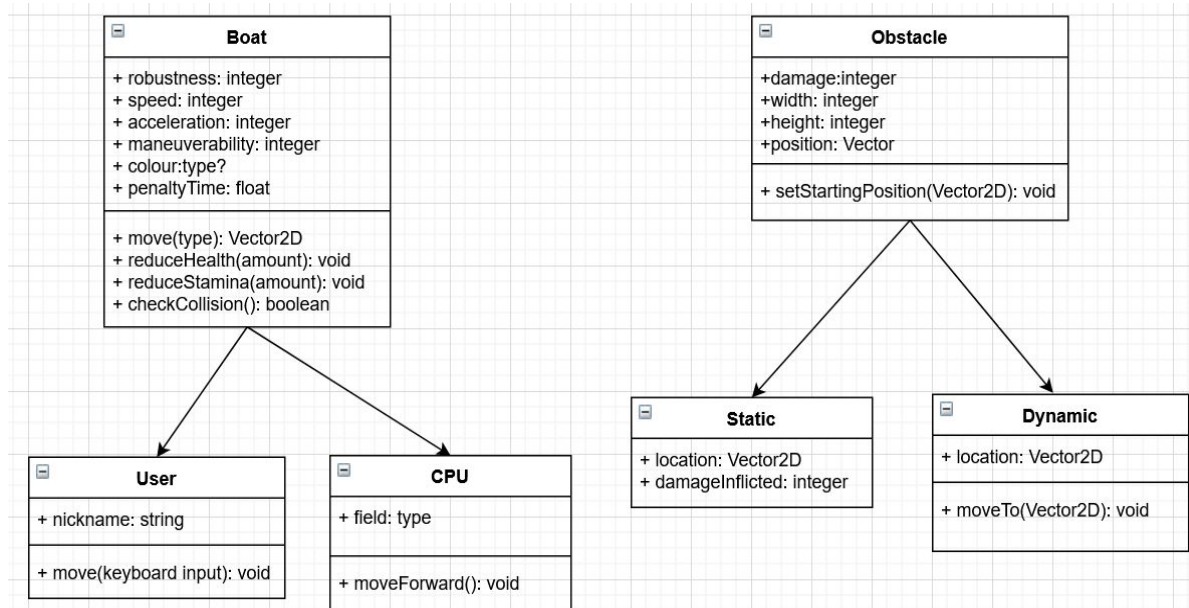 Boat
+ robustness: integer
+ speed: integer
+ acceleration: integer
+ maneuverability: integer
+ colour:type?
+ penaltyTime: float
+ move(type): Vector2D
+ reduceHealth(amount): void
+ reduceStamina(amount): void
+ checkCollision(): boolean
Obstacle
+damage:integer
+width: integer
+height: integer
+position: Vector
+ setStartingPosition(Vector2D): void
User
+ nickname: string
+ move(keyboard input): void
CPU
+ field: type
+ moveForward(): void
Static
+ location: Vector2D
+ damageInflicted: integer
Dynamic
+ location: Vector2D
+ moveTo(Vector2D): void